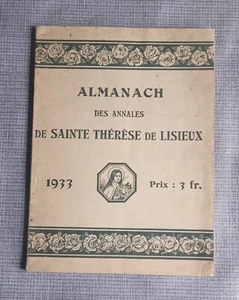 ALMANACH
DES ANNALES
DE SAINTE THÉRÈSE DE LISIEUX
1933 Prix : 3 fr.